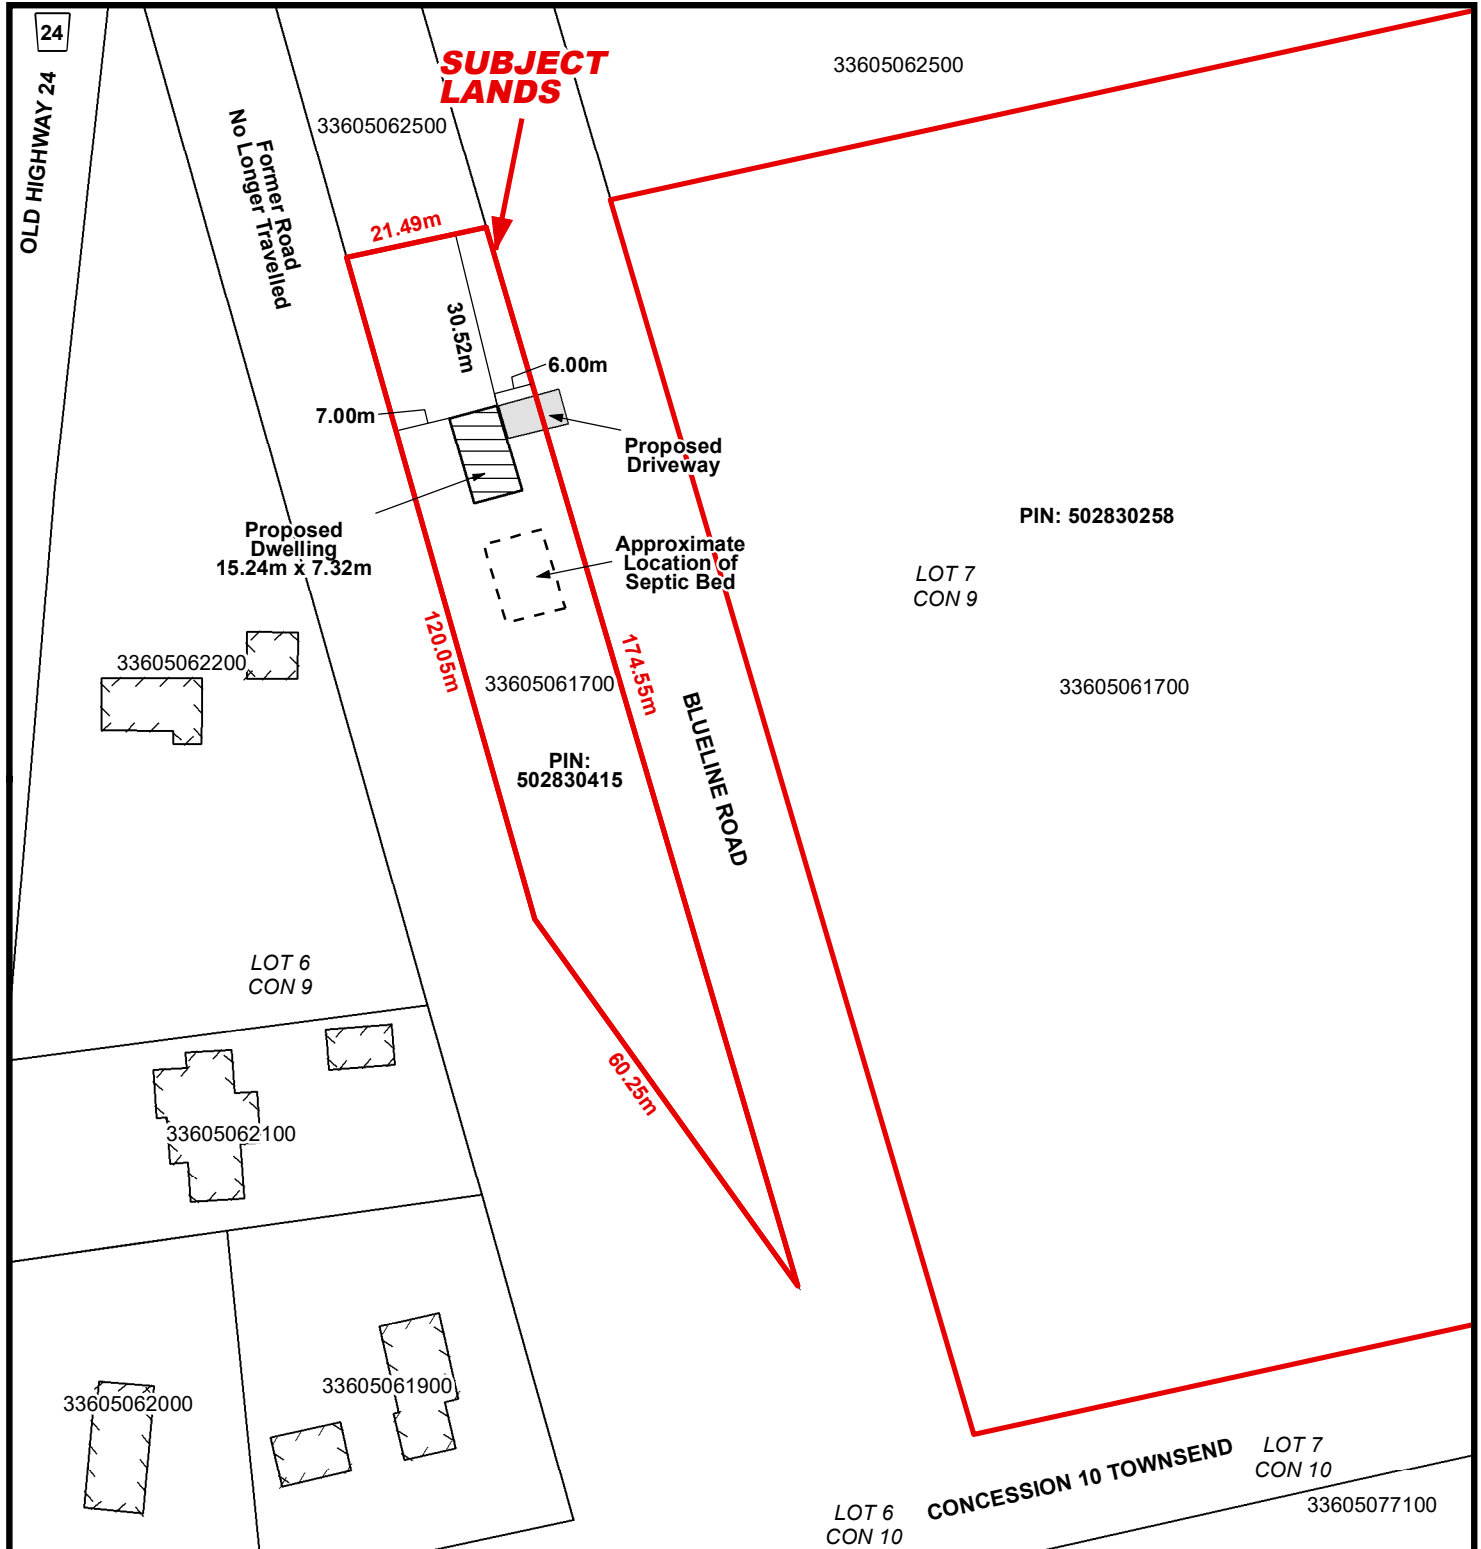 24
OLD HIGHWAY 24
Former Road
No Longer Travelled
33605062500
SUBJECT
LANDS
33605062500
21.49m
30.52m
6.00m
7.00m
Proposed
Driveway
Proposed
Dwelling
15.24m x 7.32m
Approximate
Location of
Septic Bed
PIN: 502830258
LOT 7
CON 9
120.05m
174.55m
33605062200
33605061700
33605061700
BLUELINE ROAD
PIN:
502830415
LOT 6
CON 9
60.25m
33605062100
33605061900
33605062000
CONCESSION 10 TOWNSEND
LOT 7
CON 10
LOT 6
CON 10
33605077100